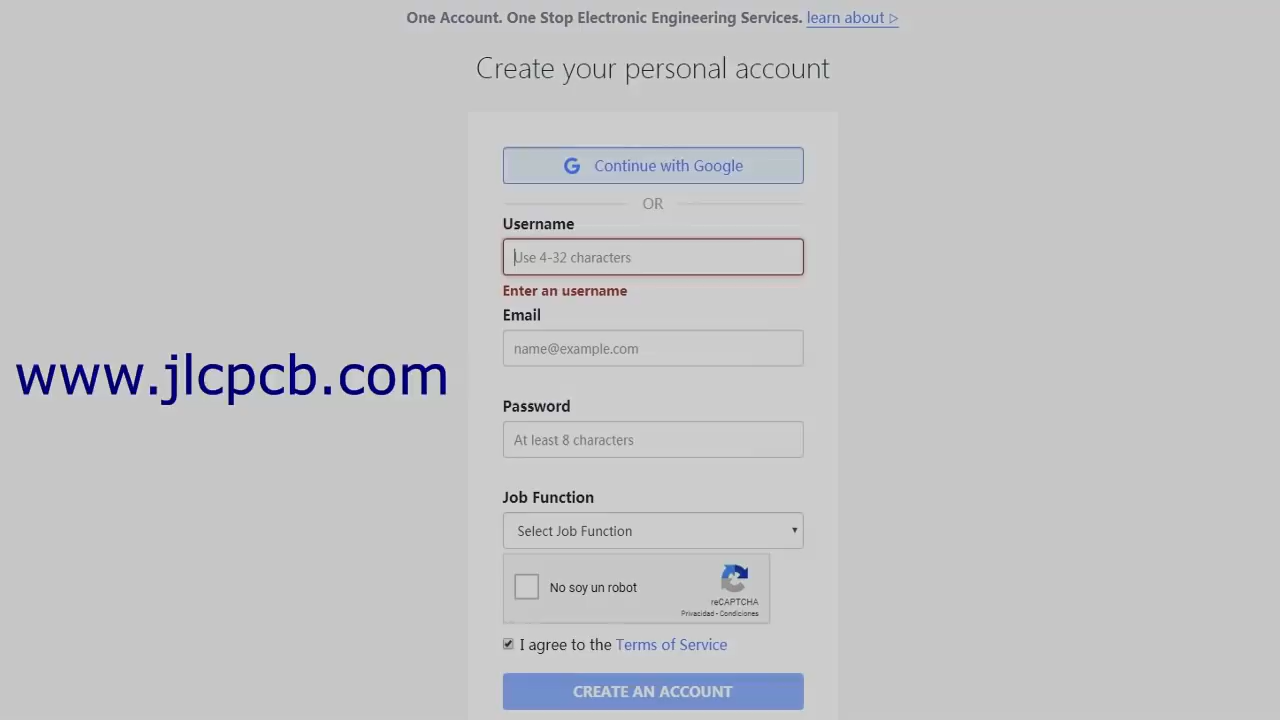 One Account. One Stop Electronic Engineering Services. learn about ▷
Create your personal account
Continue with Google
OR
Username
Use 4-32 characters
Enter an username
Email
name@example.com
www.jlcpcb.com
Password
At least 8 characters
Job Function
Select Job Function
No soy un robot
reCAPTCHA
Privacidad - Condiciones
I agree to the Terms of Service
CREATE AN ACCOUNT